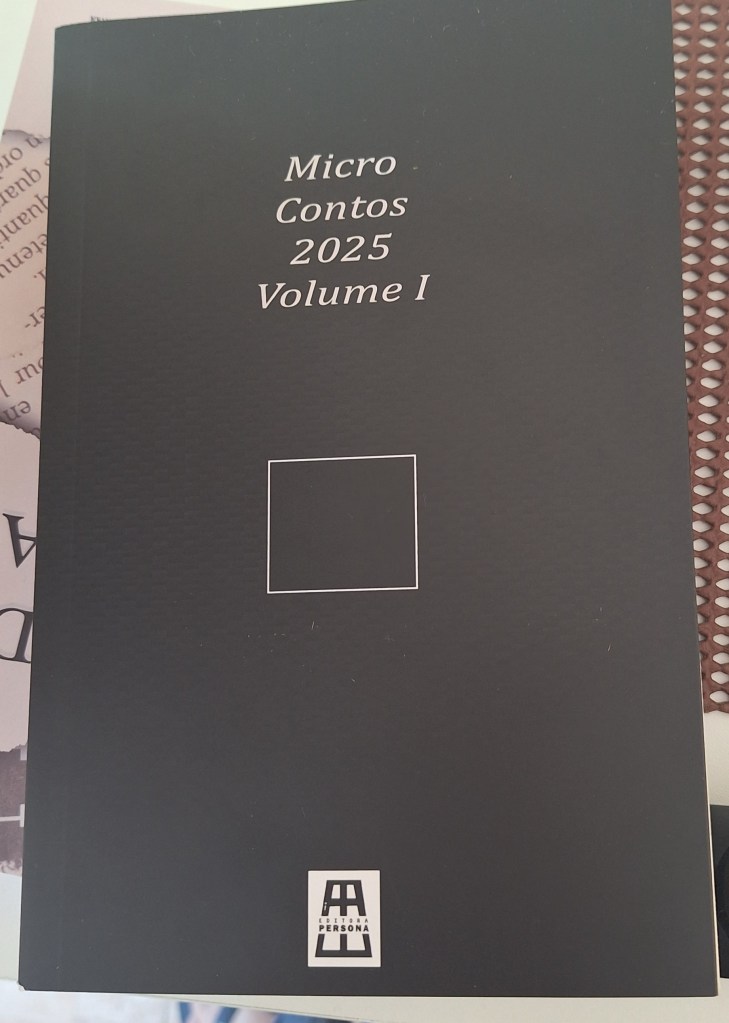 Micro
Contos
2025
Volume I
EDITORA
PERSONA